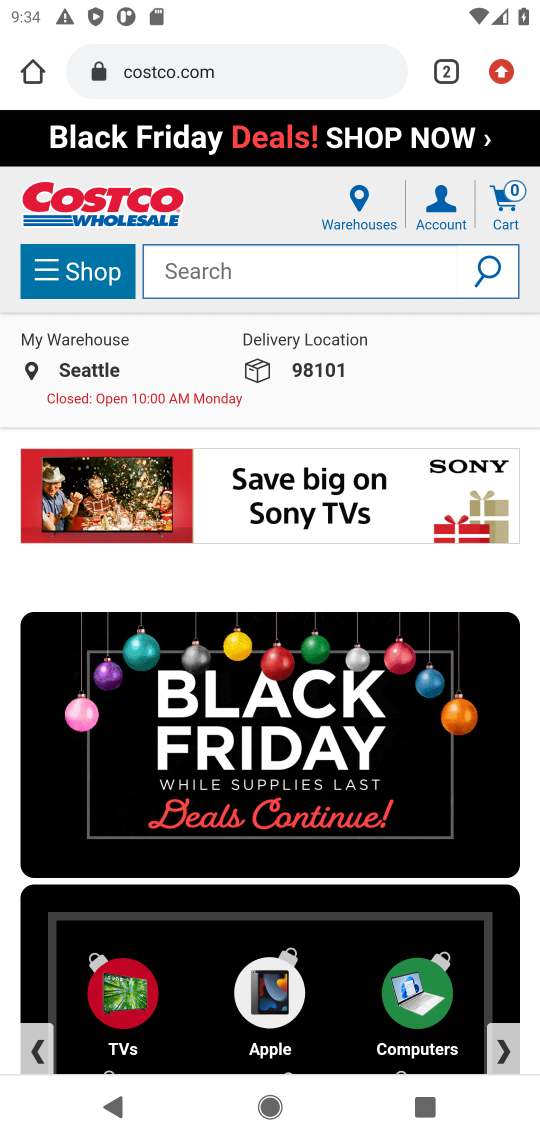 9:34
costco.com
2
Black Friday Deals! SHOP NOW ›
COSTCO
WHOLESALE
Warehouses
Account
0
Cart
Shop
Search
My Warehouse
Seattle
Closed: Open 10:00 AM Monday
Delivery Location
98101
Save big on
Sony TVs
SONY
BLACK
FRIDAY
WHILE SUPPLIES LAST
Deals Continue!
TVs
Apple
Computers